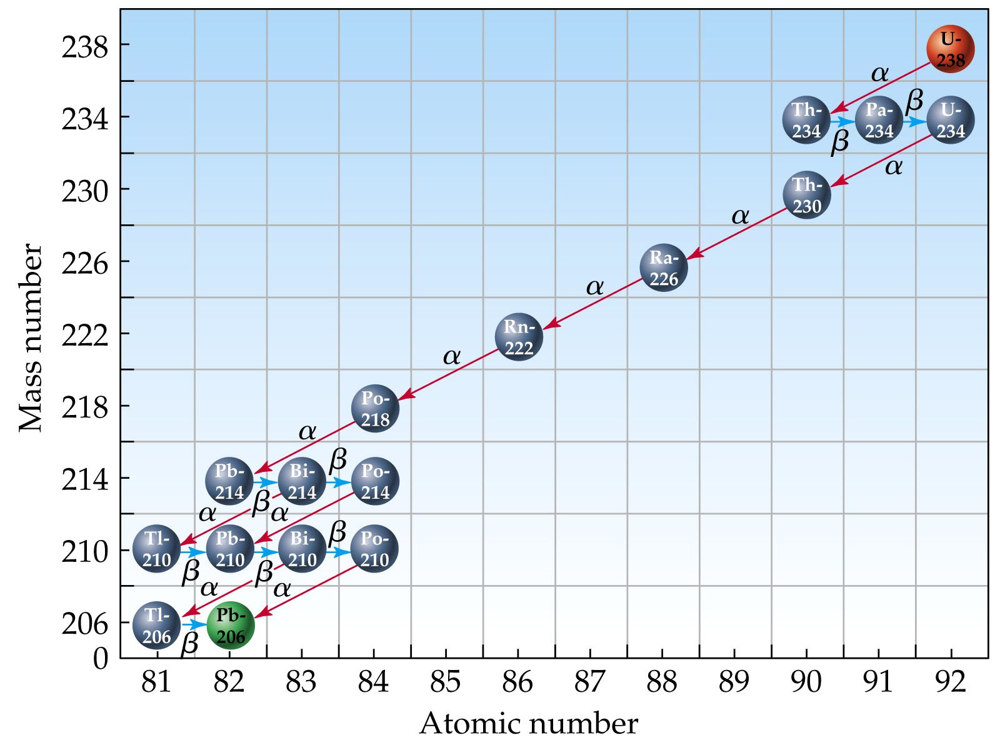 238
U-
238
α
β
234
Th-
234
Pa-
234
U-
234
β
α
230
Th-
230
α
226
Ra-
226
α
222
Rn-
222
α
218
Po-
218
α
β
214
Pb-
214
Bi-
214
Po-
214
β
α
α
β
210
Tl-
210
Pb-
210
Bi-
210
Po-
210
β
β
α
α
206
Tl-
206
Pb-
206
β
0
81 82 83 84 85 86 87 88 89 90 91 92
Atomic number
Mass number